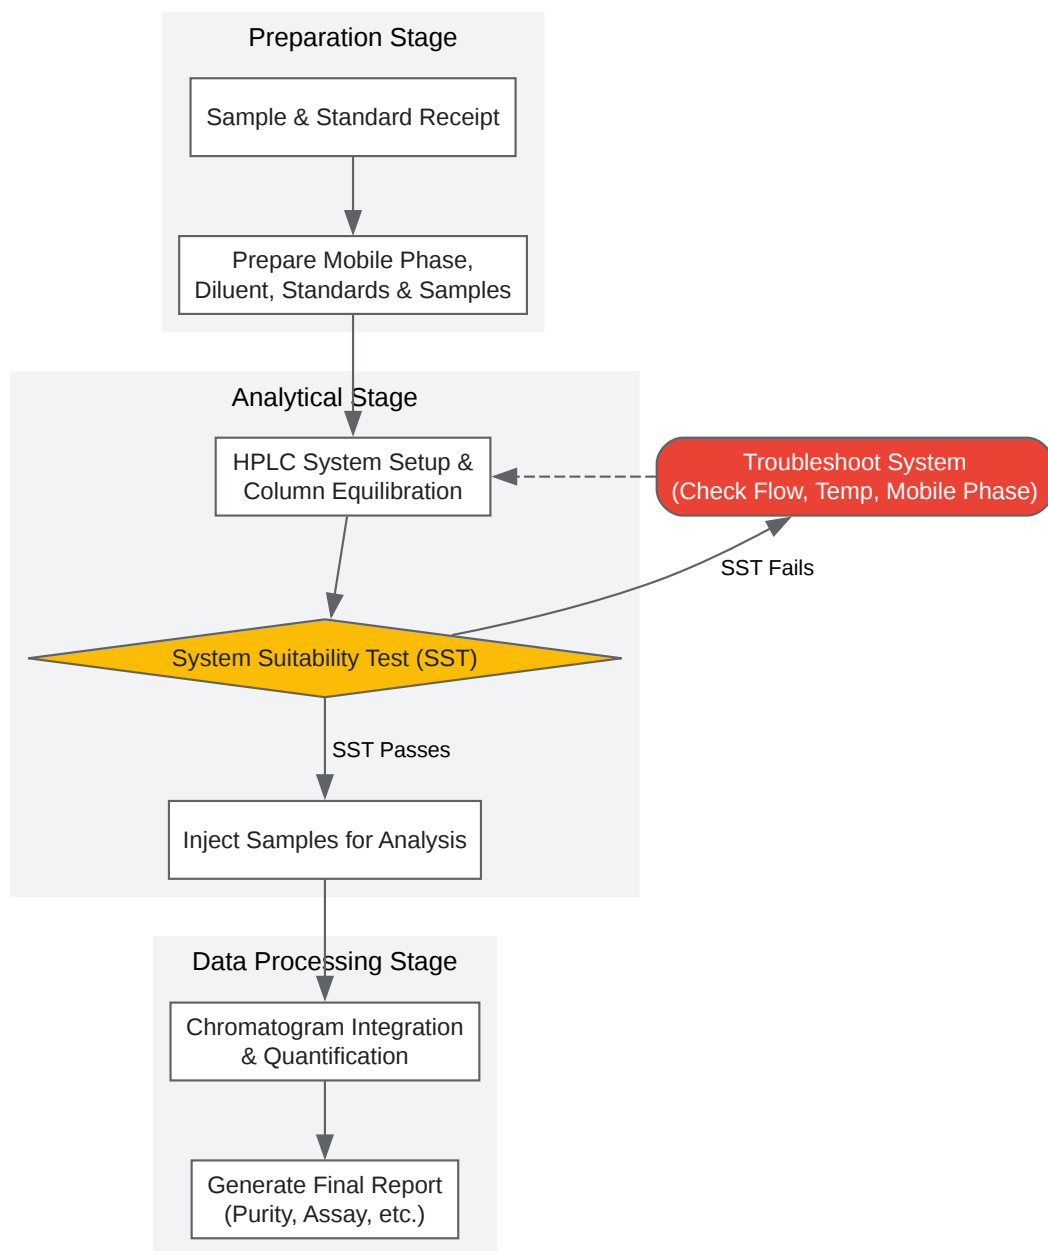 Preparation Stage
Sample & Standard Receipt
Prepare Mobile Phase,
Diluent, Standards & Samples
Analytical Stage
HPLC System Setup &
Column Equilibration
Troubleshoot System
(Check Flow, Temp, Mobile Phase)
SST Fails
System Suitability Test (SST)
SST Passes
Inject Samples for Analysis
Data Processing Stage
Chromatogram Integration
& Quantification
Generate Final Report
(Purity, Assay, etc.)